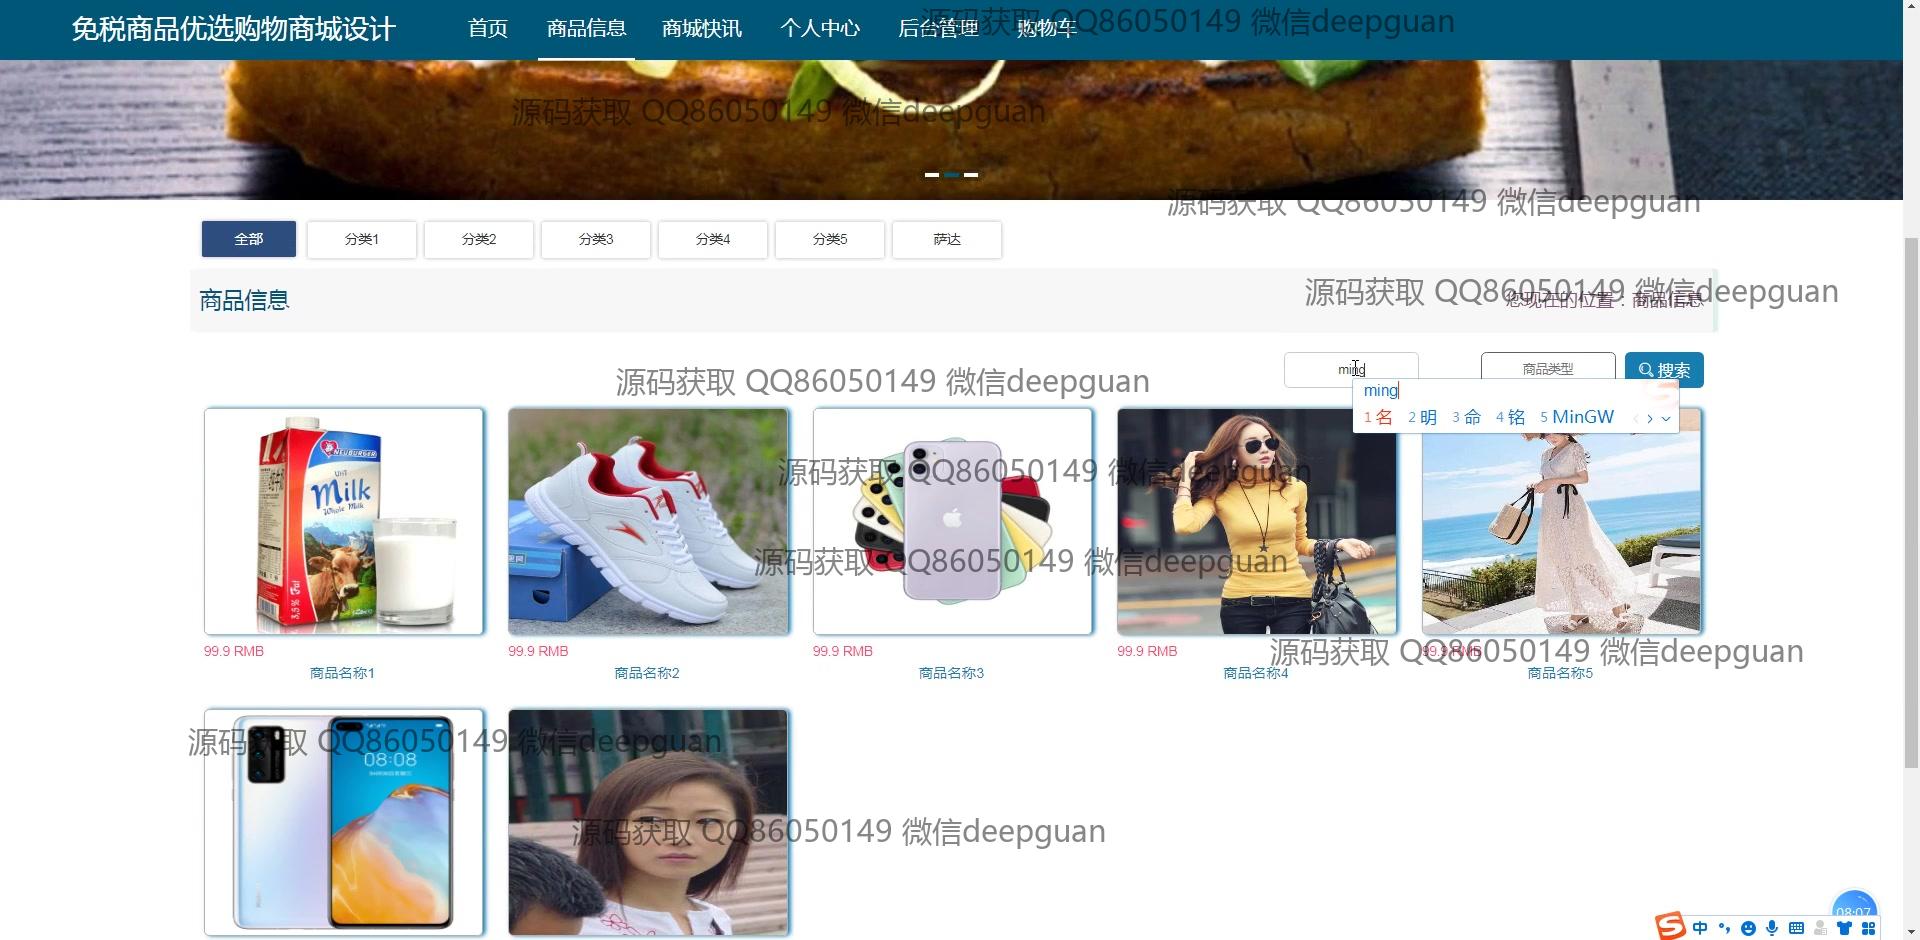 免税商品优选购物商城设计 首页 商品信息 商城快讯 个人中心 后台管理 购物车
源码获取 QQ86050149 微信deepguan
源码获取 QQ86050149 微信deepguan
源码获取 QQ86050149 微信deepguan
全部 分类1 分类2 分类3 分类4 分类5 萨达
商品信息 您现在的位置：商品信息
源码获取 QQ86050149 微信deepguan
ming 商品类型 搜索
源码获取 QQ86050149 微信deepguan
ming
1 名 2 明 3 命 4 铭 5 MinGW
NEUBURGER
UHT
Milk
Whole Milk
3,5 % Fat
源码获取 QQ86050149 微信deepguan
源码获取 QQ86050149 微信deepguan
99.9 RMB 99.9 RMB 99.9 RMB 99.9 RMB 99.9 RMB
源码获取 QQ86050149 微信deepguan
商品名称1 商品名称2 商品名称3 商品名称4 商品名称5
源码获取 QQ86050149 微信deepguan
08:08
源码获取 QQ86050149 微信deepguan
08:07
中